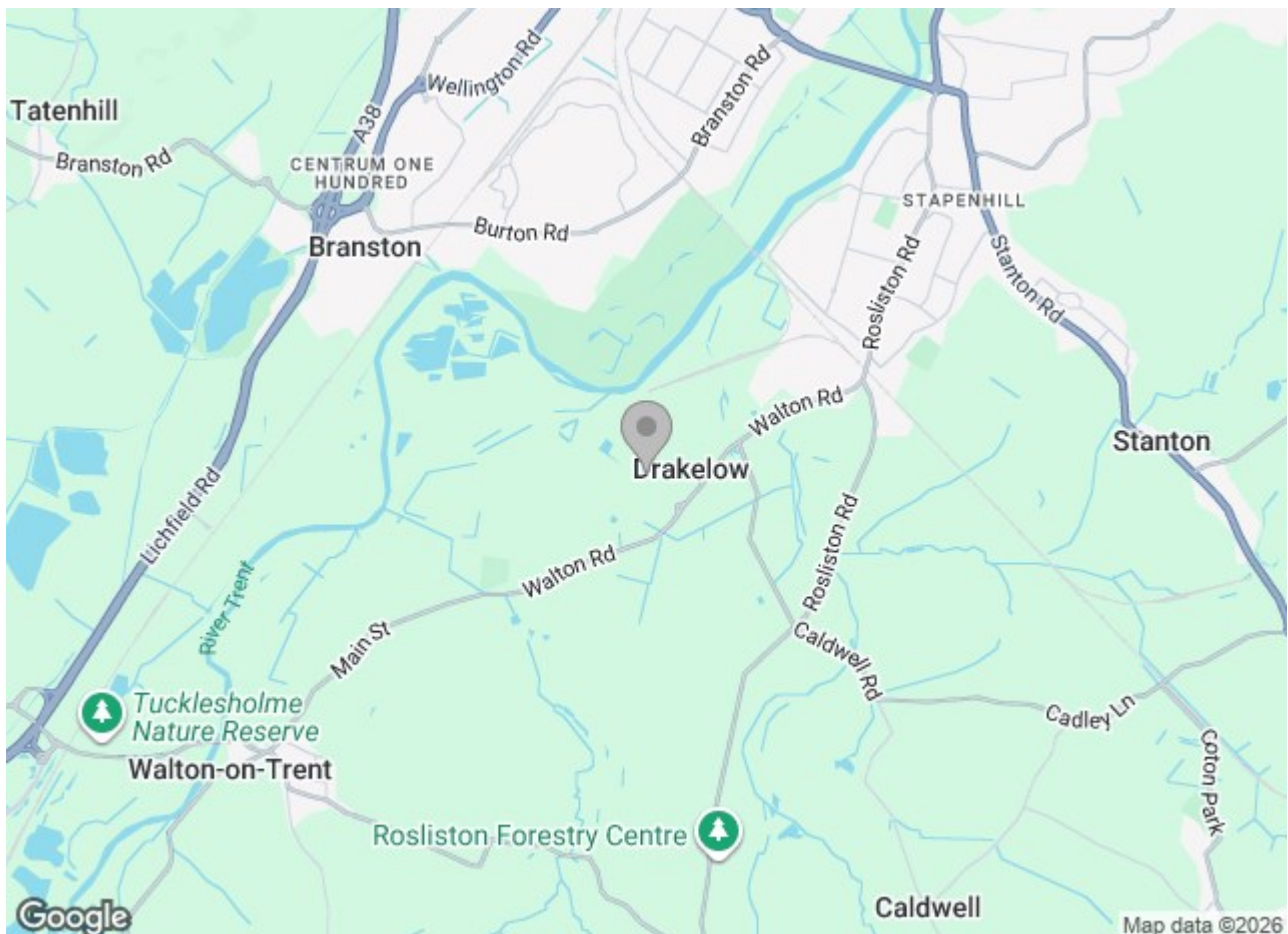 Tatenhill
Wellington Rd
A38
Branston Rd
Branston Rd
CENTRUM ONE
HUNDRED
STAPENHILL
Burton Rd
Branston
Rosliston Rd
Stanton Rd
Walton Rd
Stanton
Drakelow
Lichfield Rd
Walton Rd
Rosliston Rd
River Trent
Main St
Caldwell Rd
Tucklesholme
Nature Reserve
Cadley Ln
Coton Park
Walton-on-Trent
Rosliston Forestry Centre
Caldwell
Google
Map data ©2026